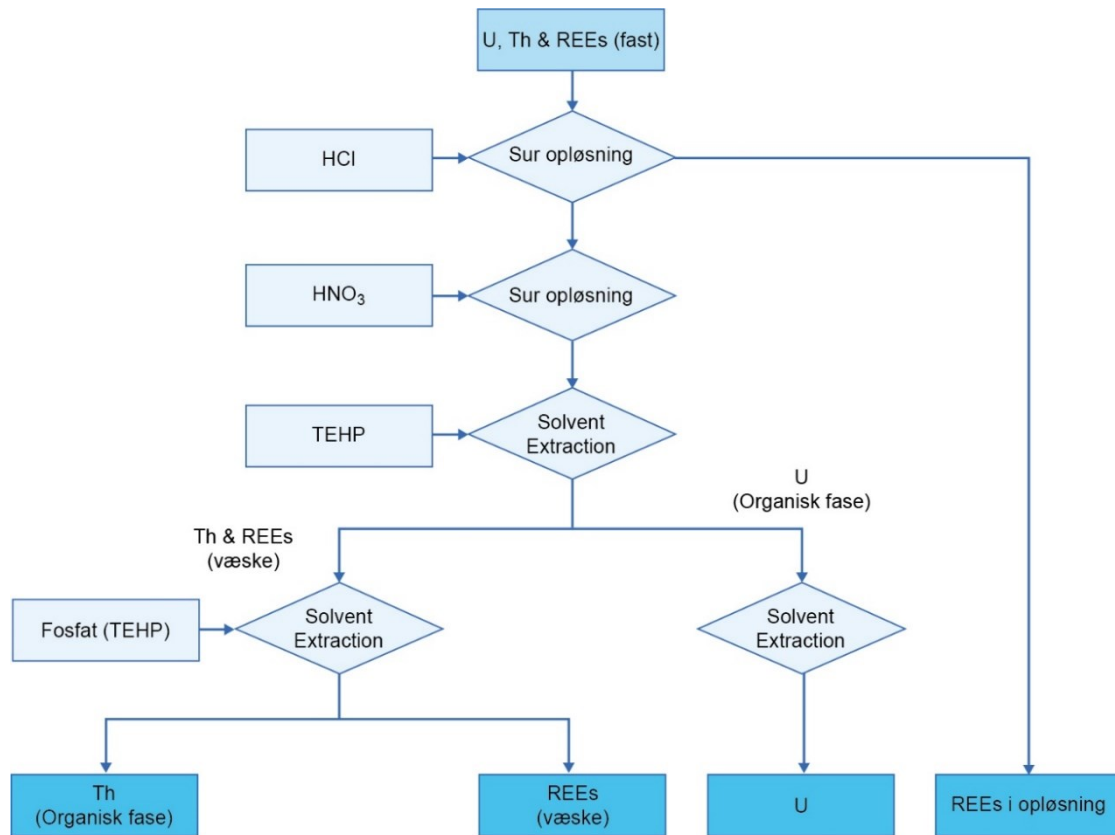 U, Th & REEs (fast)
HCl
Sur opløsning
HNO₃
Sur opløsning
TEHP
Solvent
Extraction
U
(Organisk fase)
Th & REEs
(væske)
Fosfat (TEHP)
Solvent
Extraction
Solvent
Extraction
Th
(Organisk fase)
REEs
(væske)
U
REEs i opløsning